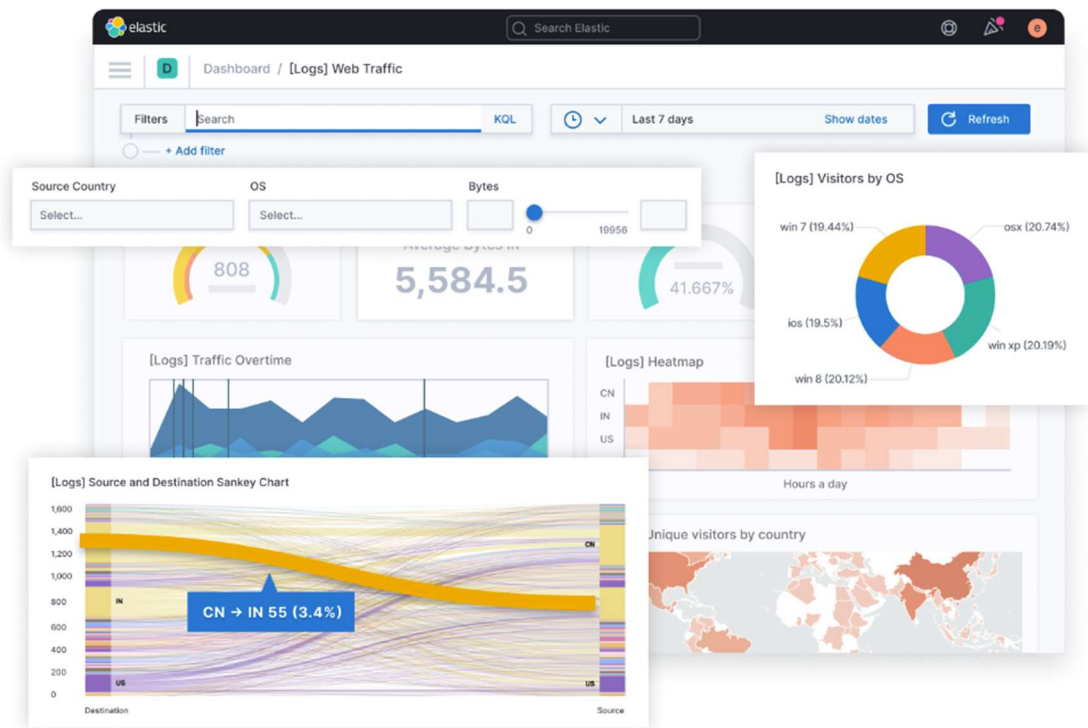 elastic
Search Elastic
e
D
Dashboard / [Logs] Web Traffic
Filters
Search
KQL
Last 7 days
Show dates
Refresh
+ Add filter
Source Country
OS
Bytes
Select...
Select...
0
19956
808
Average Bytes In
5,584.5
41.667%
[Logs] Visitors by OS
win 7 (19.44%)
osx (20.74%)
ios (19.5%)
win xp (20.19%)
win 8 (20.12%)
[Logs] Traffic Overtime
[Logs] Heatmap
CN
IN
US
Hours a day
[Logs] Source and Destination Sankey Chart
1,600
1,400
1,200
1,000
800
600
400
200
0
CN
IN
CN → IN 55 (3.4%)
US
US
Destination
Source
Unique visitors by country